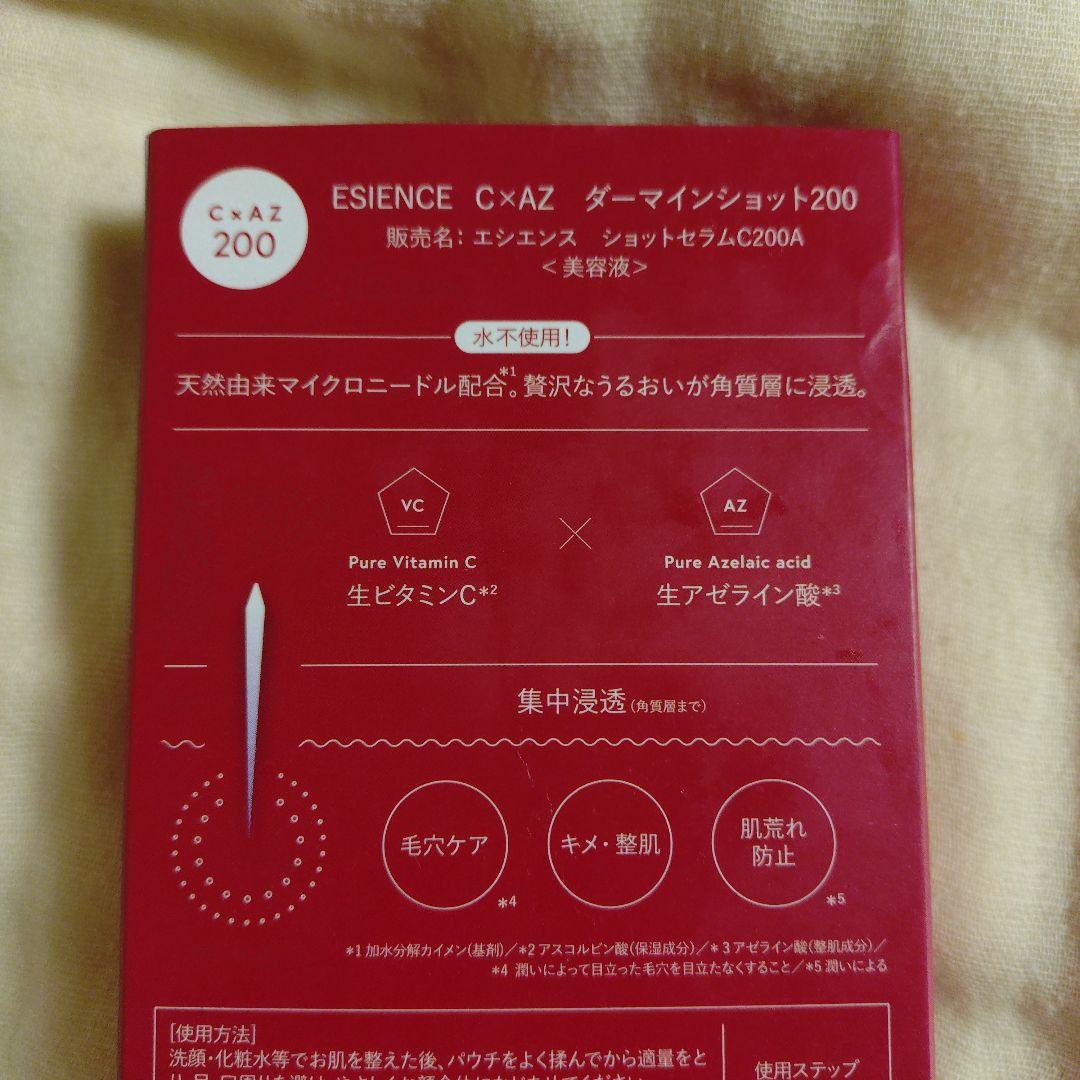 C×AZ
200
ESIENCE C×AZ ダーマインショット200
販売名：エシエンス ショットセラムC200A
＜美容液＞
水不使用！
天然由来マイクロニードル配合*1。贅沢なうるおいが角質層に浸透。
VC
AZ
Pure Vitamin C
Pure Azelaic acid
生ビタミンC*2
×
生アゼライン酸*3
集中浸透（角質層まで）
毛穴ケア
*4
キメ・整肌
肌荒れ
防止
*5
*1 加水分解カイメン(基剤)／*2 アスコルビン酸(保湿成分)／*3 アゼライン酸(整肌成分)／
*4 潤いによって目立った毛穴を目立たなくすること／*5 潤いによる
[使用方法]
洗顔・化粧水等でお肌を整えた後、パウチをよく揉んでから適量をと
使用ステップ